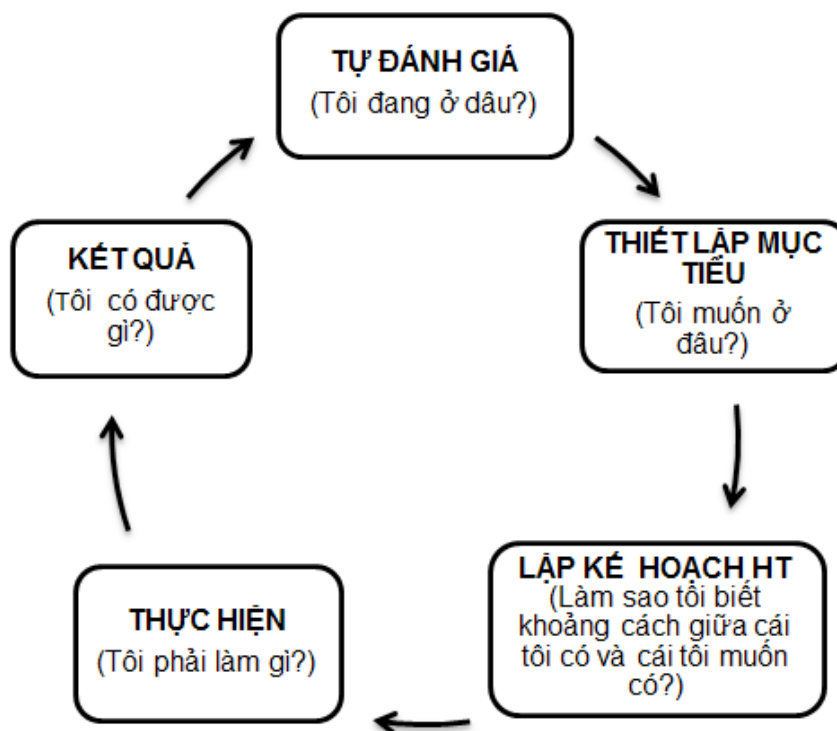 TỰ ĐÁNH GIÁ
(Tôi đang ở dâu?)
THIẾT LẬP MỤC
TIỂU
(Tôi muốn ở
đâu?)
LẬP KẾ HOẠCH HT
(Làm sao tôi biết
khoảng cách giữa cái
tôi có và cái tôi muốn
có?)
THỰC HIỆN
(Tôi phải làm gì?)
KẾT QUẢ
(Tôi có được
gì?)